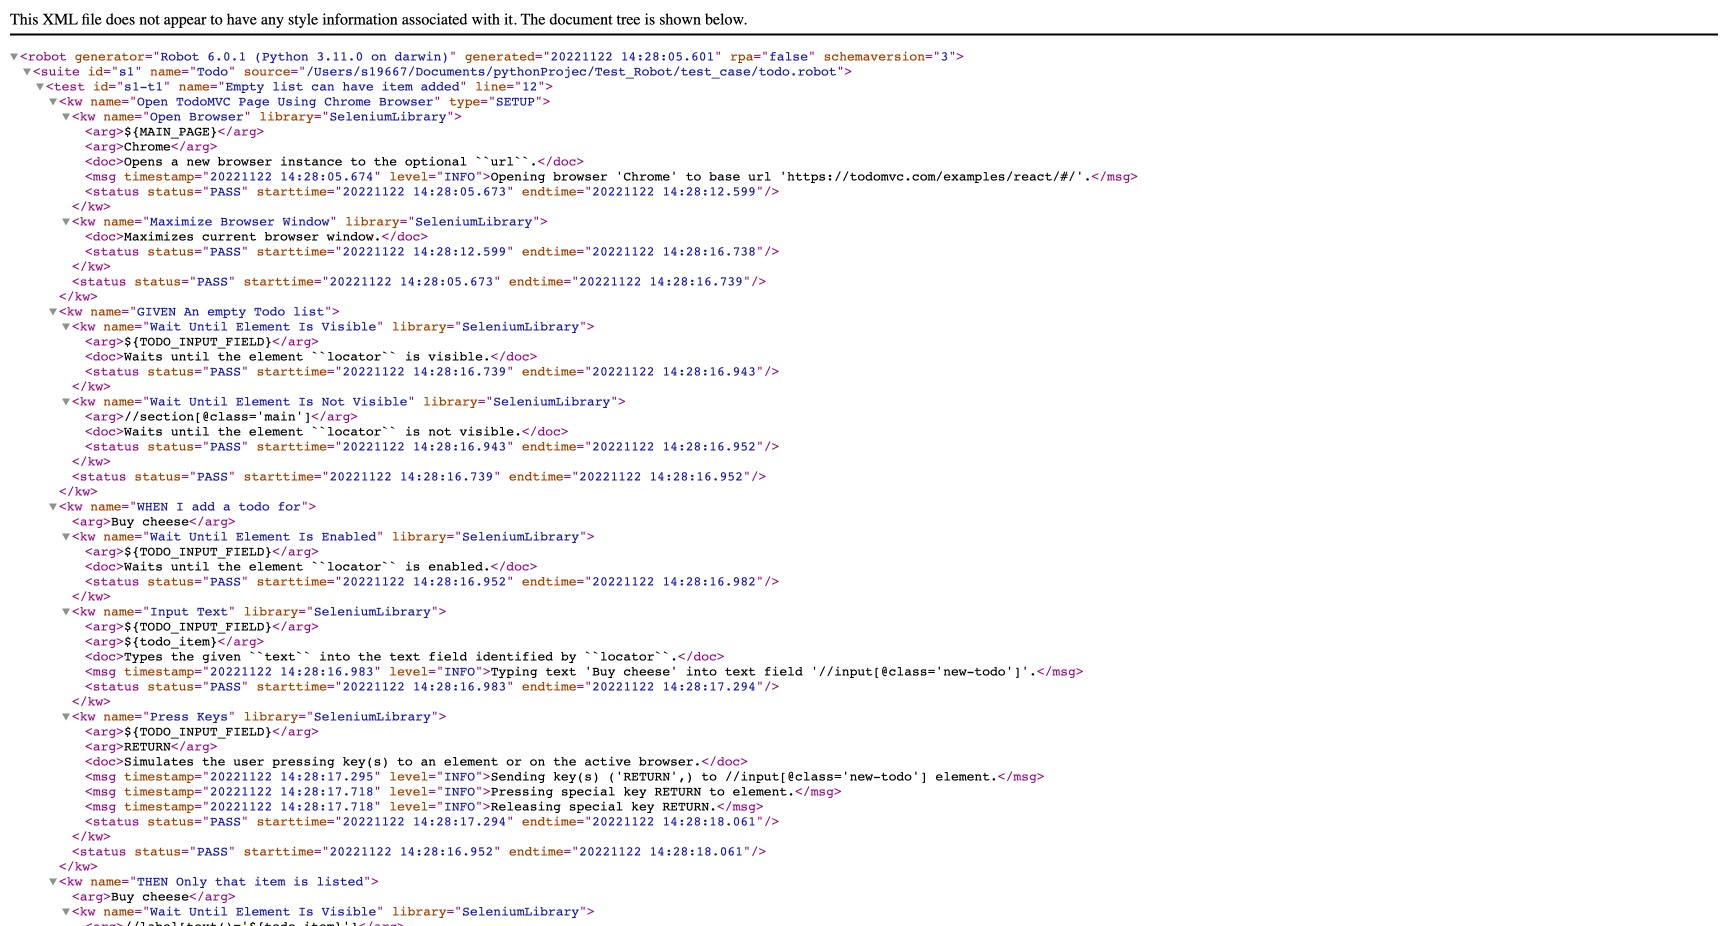 This XML file does not appear to have any style information associated with it. The document tree is shown below.
▼<robot generator="Robot 6.0.1 (Python 3.11.0 on darwin)" generated="20221122 14:28:05.601" rpa="false" schemaversion="3">
▼<suite id="s1" name="Todo" source="/Users/s19667/Documents/pythonProjec/Test_Robot/test_case/todo.robot">
▼<test id="s1-t1" name="Empty list can have item added" line="12">
▼<kw name="Open TodoMVC Page Using Chrome Browser" type="SETUP">
▼<kw name="Open Browser" library="SeleniumLibrary">
<arg>${MAIN_PAGE}</arg>
<arg>Chrome</arg>
<doc>Opens a new browser instance to the optional ``url``.</doc>
<msg timestamp="20221122 14:28:05.674" level="INFO">Opening browser 'Chrome' to base url 'https://todomvc.com/examples/react/#/'.</msg>
<status status="PASS" starttime="20221122 14:28:05.673" endtime="20221122 14:28:12.599"/>
</kw>
▼<kw name="Maximize Browser Window" library="SeleniumLibrary">
<doc>Maximizes current browser window.</doc>
<status status="PASS" starttime="20221122 14:28:12.599" endtime="20221122 14:28:16.738"/>
</kw>
<status status="PASS" starttime="20221122 14:28:05.673" endtime="20221122 14:28:16.739"/>
</kw>
▼<kw name="GIVEN An empty Todo list">
▼<kw name="Wait Until Element Is Visible" library="SeleniumLibrary">
<arg>${TODO_INPUT_FIELD}</arg>
<doc>Waits until the element ``locator`` is visible.</doc>
<status status="PASS" starttime="20221122 14:28:16.739" endtime="20221122 14:28:16.943"/>
</kw>
▼<kw name="Wait Until Element Is Not Visible" library="SeleniumLibrary">
<arg>//section[@class='main']</arg>
<doc>Waits until the element ``locator`` is not visible.</doc>
<status status="PASS" starttime="20221122 14:28:16.943" endtime="20221122 14:28:16.952"/>
</kw>
<status status="PASS" starttime="20221122 14:28:16.739" endtime="20221122 14:28:16.952"/>
</kw>
▼<kw name="WHEN I add a todo for">
<arg>Buy cheese</arg>
▼<kw name="Wait Until Element Is Enabled" library="SeleniumLibrary">
<arg>${TODO_INPUT_FIELD}</arg>
<doc>Waits until the element ``locator`` is enabled.</doc>
<status status="PASS" starttime="20221122 14:28:16.952" endtime="20221122 14:28:16.982"/>
</kw>
▼<kw name="Input Text" library="SeleniumLibrary">
<arg>${TODO_INPUT_FIELD}</arg>
<arg>${todo_item}</arg>
<doc>Types the given ``text`` into the text field identified by ``locator``.</doc>
<msg timestamp="20221122 14:28:16.983" level="INFO">Typing text 'Buy cheese' into text field '//input[@class='new-todo']'.</msg>
<status status="PASS" starttime="20221122 14:28:16.983" endtime="20221122 14:28:17.294"/>
</kw>
▼<kw name="Press Keys" library="SeleniumLibrary">
<arg>${TODO_INPUT_FIELD}</arg>
<arg>RETURN</arg>
<doc>Simulates the user pressing key(s) to an element or on the active browser.</doc>
<msg timestamp="20221122 14:28:17.295" level="INFO">Sending key(s) ('RETURN',) to //input[@class='new-todo'] element.</msg>
<msg timestamp="20221122 14:28:17.718" level="INFO">Pressing special key RETURN to element.</msg>
<msg timestamp="20221122 14:28:17.718" level="INFO">Releasing special key RETURN.</msg>
<status status="PASS" starttime="20221122 14:28:17.294" endtime="20221122 14:28:18.061"/>
</kw>
<status status="PASS" starttime="20221122 14:28:16.952" endtime="20221122 14:28:18.061"/>
</kw>
▼<kw name="THEN Only that item is listed">
<arg>Buy cheese</arg>
▼<kw name="Wait Until Element Is Visible" library="SeleniumLibrary">
<arg>//label[text()='${todo_item}']</arg>